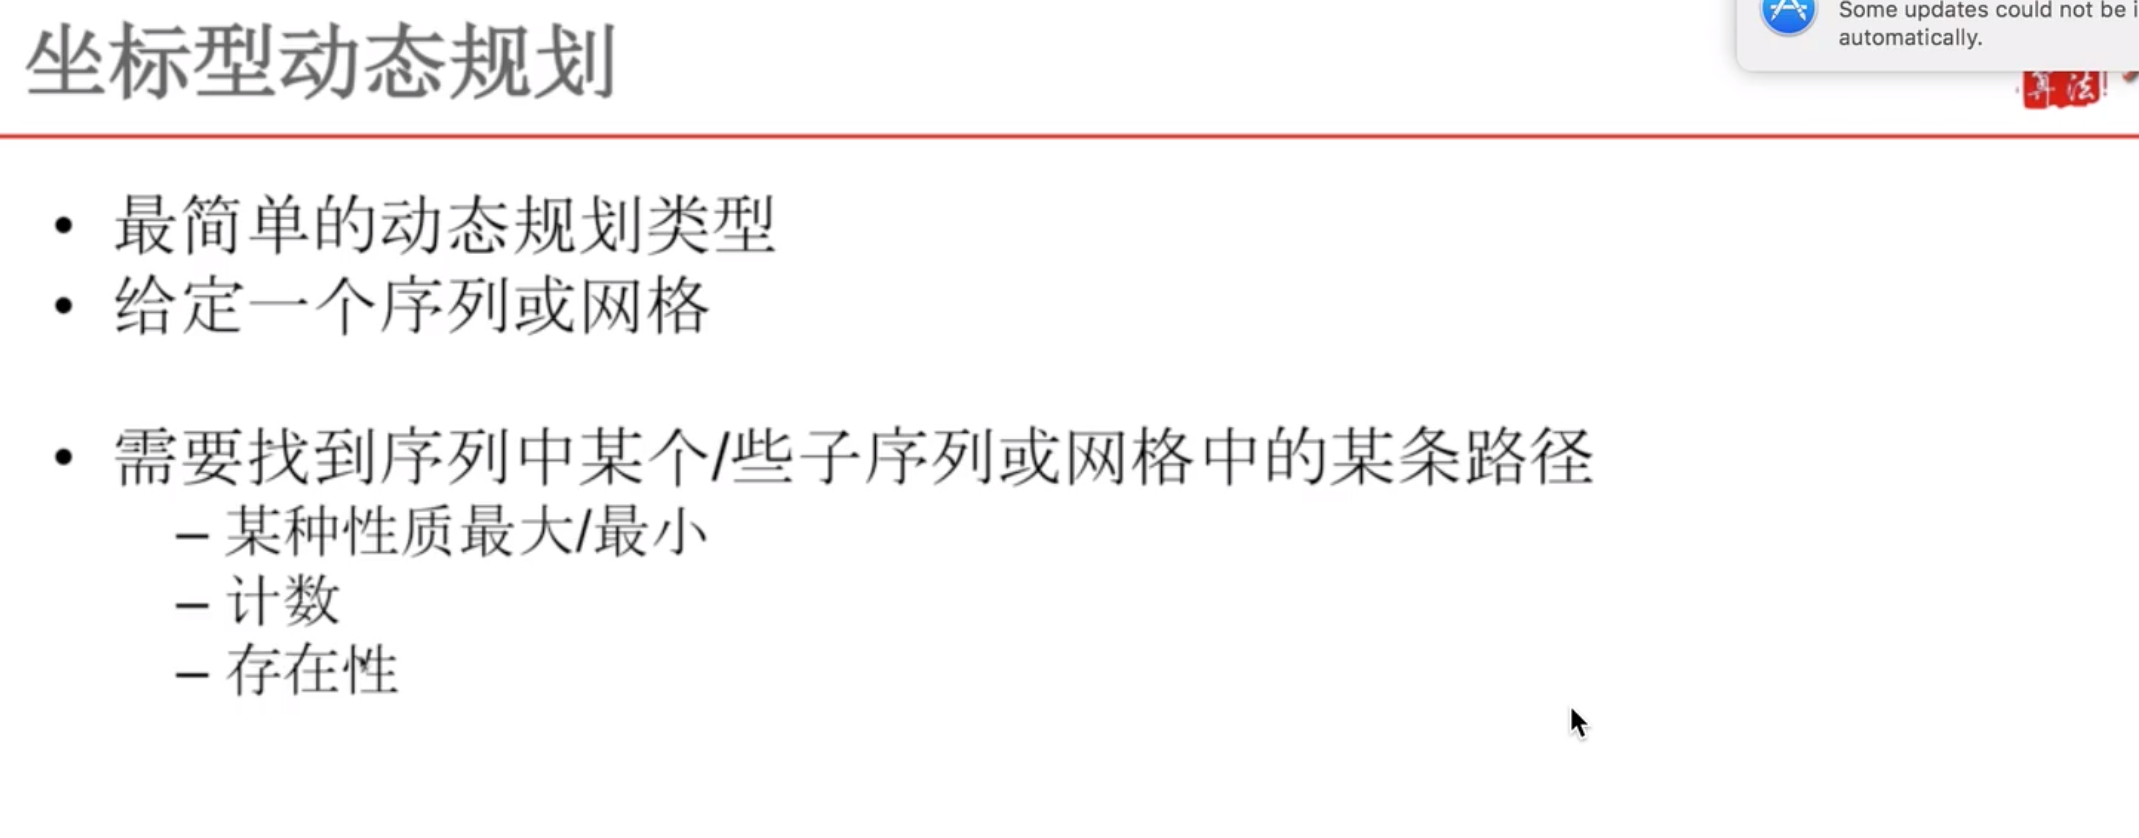 坐标型动态规划
Some updates could not be
automatically.
算法
• 最简单的动态规划类型
• 给定一个序列或网格
• 需要找到序列中某个/些子序列或网格中的某条路径
– 某种性质最大/最小
– 计数
– 存在性